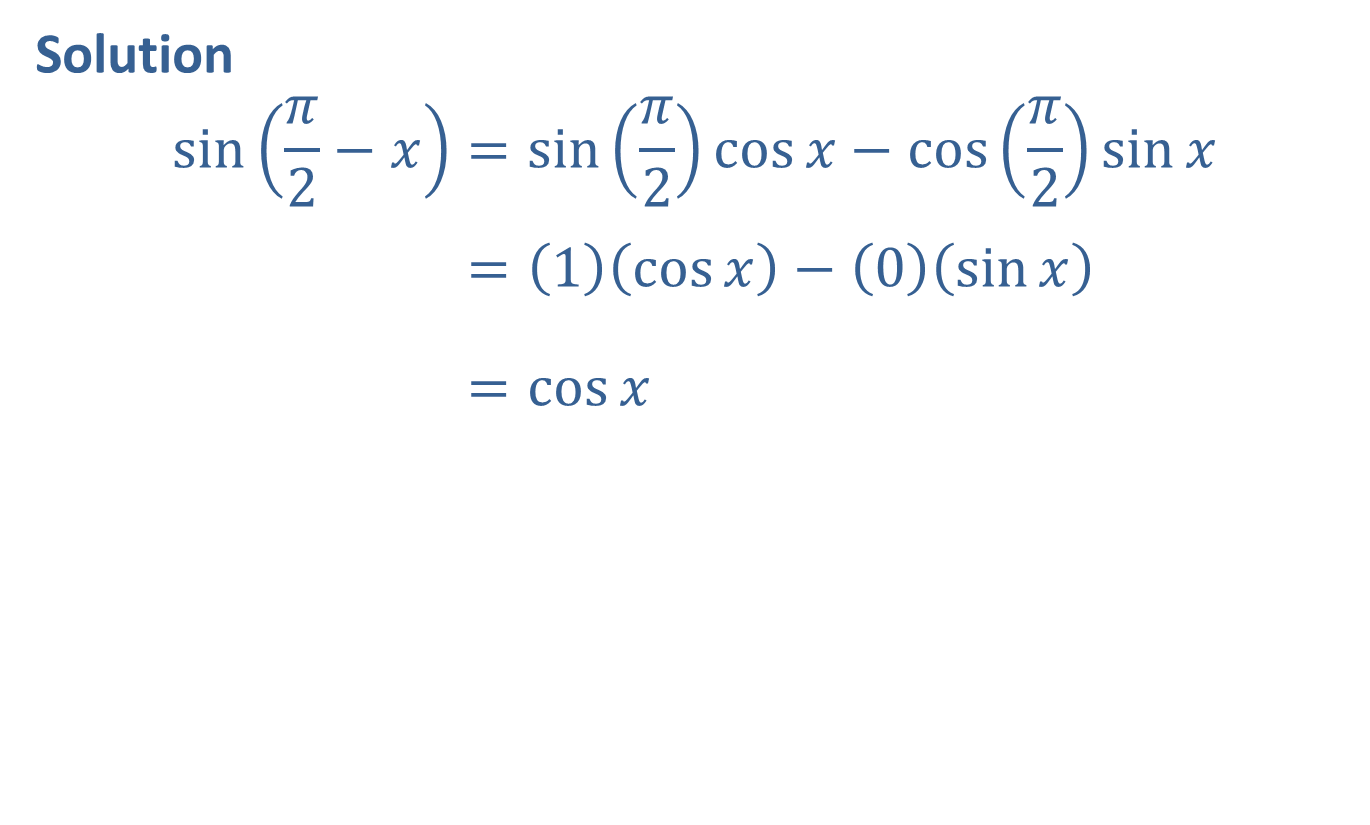 Solution
sin(π/2 − x) = sin(π/2) cos x − cos(π/2) sin x
= (1)(cos x) − (0)(sin x)
= cos x